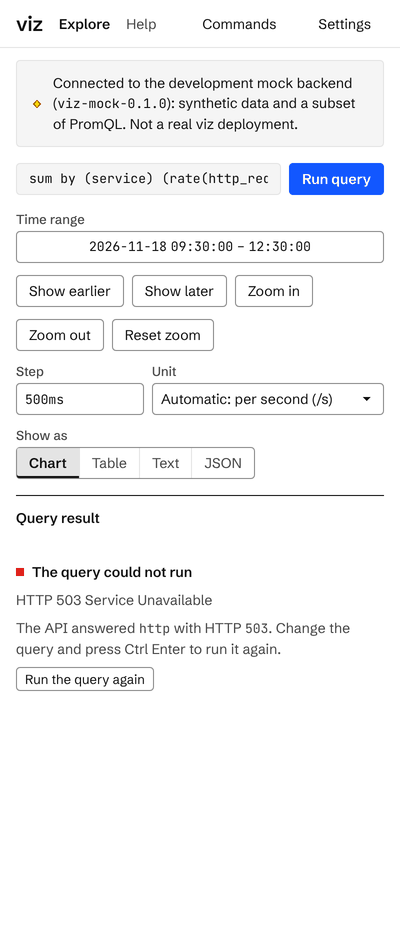 viz Explore Help Commands Settings
Connected to the development mock backend
(viz-mock-0.1.0): synthetic data and a subset
of PromQL. Not a real viz deployment.
sum by (service) (rate(http_rec Run query
Time range
2026-11-18 09:30:00 – 12:30:00
Show earlier Show later Zoom in
Zoom out Reset zoom
Step Unit
500ms Automatic: per second (/s)
Show as
Chart Table Text JSON
Query result
The query could not run
HTTP 503 Service Unavailable
The API answered http with HTTP 503. Change the
query and press Ctrl Enter to run it again.
Run the query again